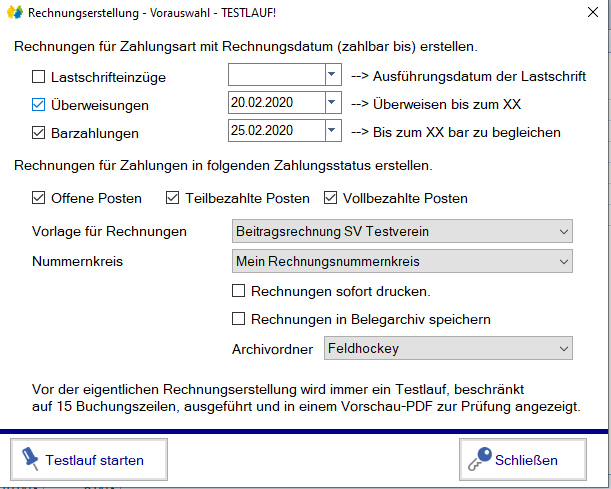 Rechnungserstellung - Vorauswahl - TESTLAUF!
Rechnungen für Zahlungsart mit Rechnungsdatum (zahlbar bis) erstellen.
Lastschrifteinzüge --> Ausführungsdatum der Lastschrift
Überweisungen 20.02.2020 --> Überweisen bis zum XX
Barzahlungen 25.02.2020 --> Bis zum XX bar zu begleichen
Rechnungen für Zahlungen in folgenden Zahlungsstatus erstellen.
Offene Posten Teilbezahlte Posten Vollbezahlte Posten
Vorlage für Rechnungen Beitragsrechnung SV Testverein
Nummernkreis Mein Rechnungsnummernkreis
Rechnungen sofort drucken.
Rechnungen in Belegarchiv speichern
Archivordner Feldhockey
Vor der eigentlichen Rechnungserstellung wird immer ein Testlauf, beschränkt
auf 15 Buchungszeilen, ausgeführt und in einem Vorschau-PDF zur Prüfung angezeigt.
Testlauf starten Schließen